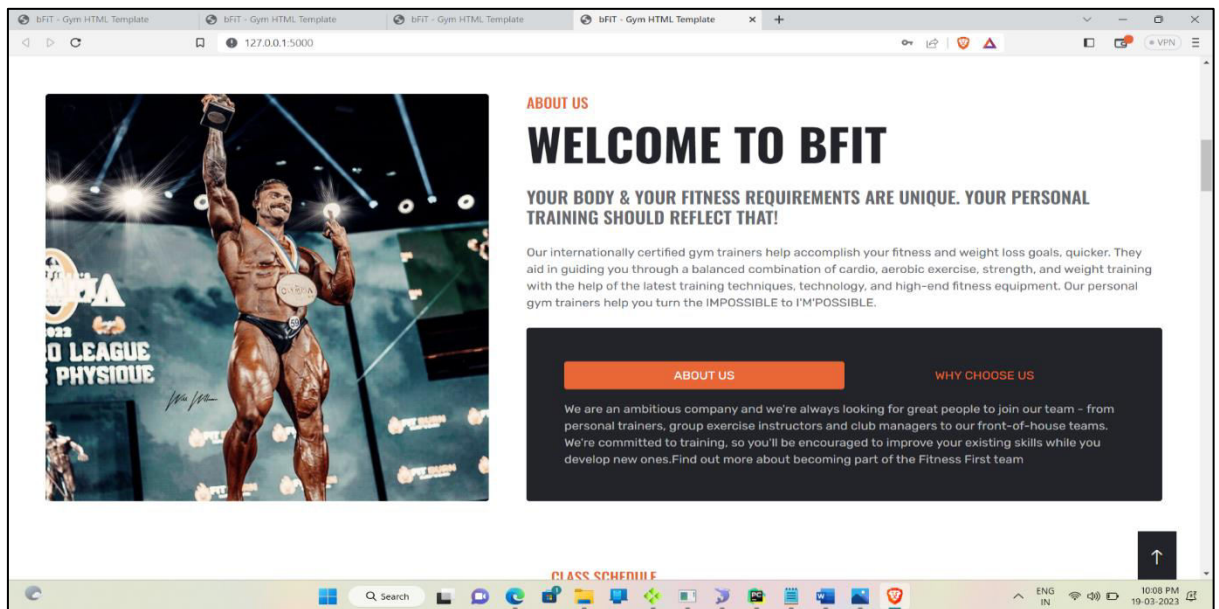 bFIT - Gym HTML Template
bFIT - Gym HTML Template
bFIT - Gym HTML Template
bFIT - Gym HTML Template
127.0.0.1:5000
VPN
ABOUT US
WELCOME TO BFIT
YOUR BODY & YOUR FITNESS REQUIREMENTS ARE UNIQUE. YOUR PERSONAL
TRAINING SHOULD REFLECT THAT!
Our internationally certified gym trainers help accomplish your fitness and weight loss goals, quicker. They
aid in guiding you through a balanced combination of cardio, aerobic exercise, strength, and weight training
with the help of the latest training techniques, technology, and high-end fitness equipment. Our personal
gym trainers help you turn the IMPOSSIBLE to I'M'POSSIBLE.
2022
O LEAGUE
PHYSIQUE
ABOUT US
WHY CHOOSE US
We are an ambitious company and we're always looking for great people to join our team - from
personal trainers, group exercise instructors and club managers to our front-of-house teams.
We're committed to training, so you'll be encouraged to improve your existing skills while you
develop new ones.Find out more about becoming part of the Fitness First team
CLASS SCHEDULE
Search
ENG
IN
10:08 PM
19-03-2023